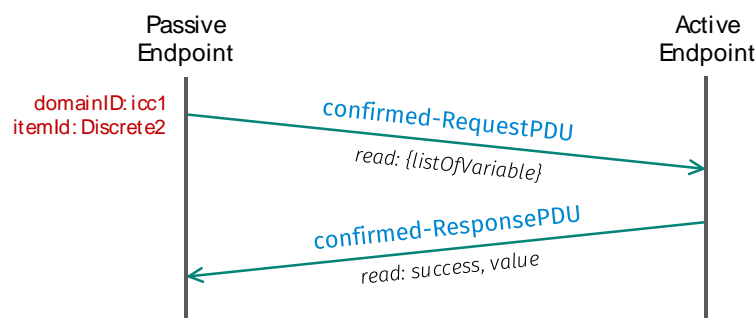 Passive
Endpoint
Active
Endpoint
domainID: icc1
itemId: Discrete2
confirmed-RequestPDU
read: {listOfVariable}
confirmed-ResponsePDU
read: success, value